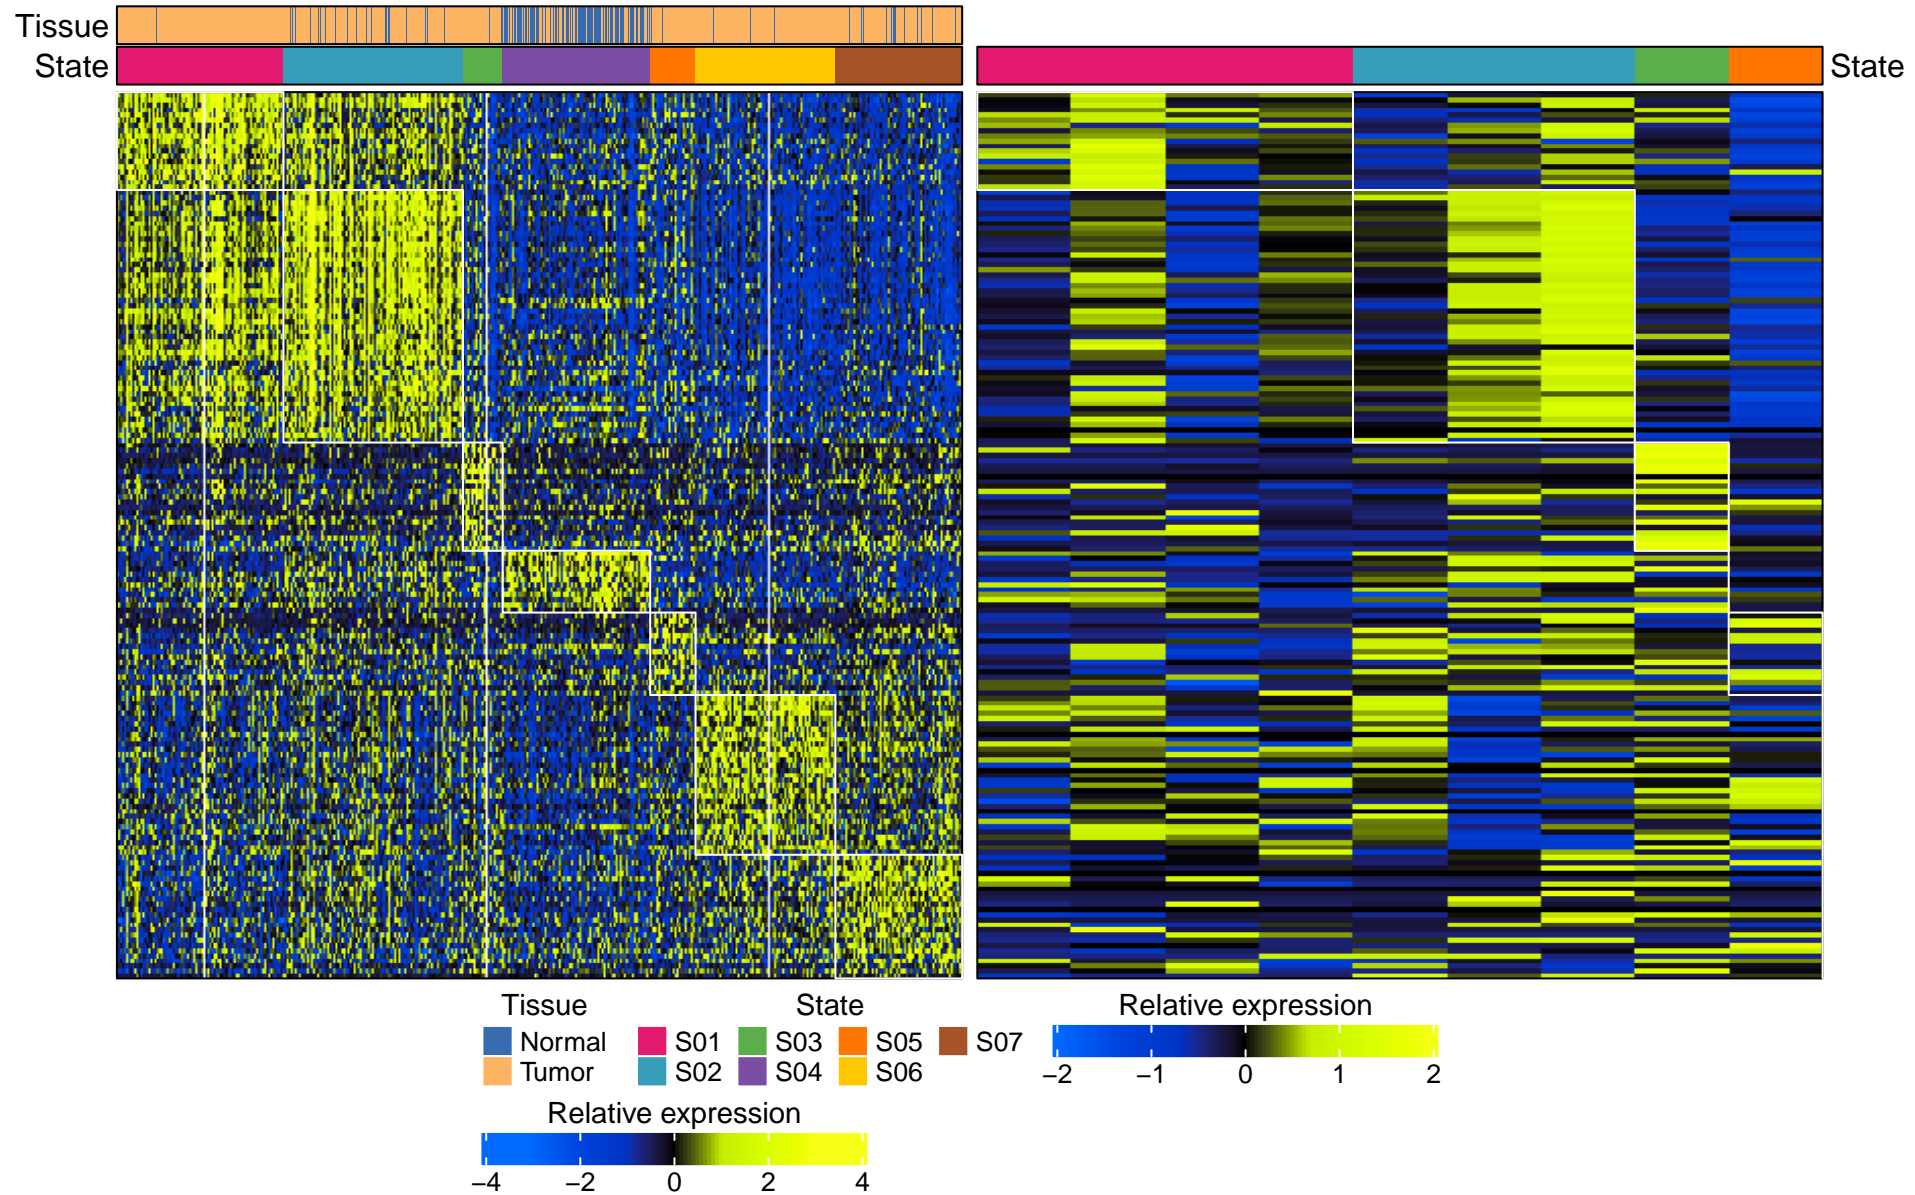 Tissue
State
State
Tissue State Relative expression
Normal S01 S03 S05 S07
Tumor S02 S04 S06
−2 −1 0 1 2
Relative expression
−4 −2 0 2 4